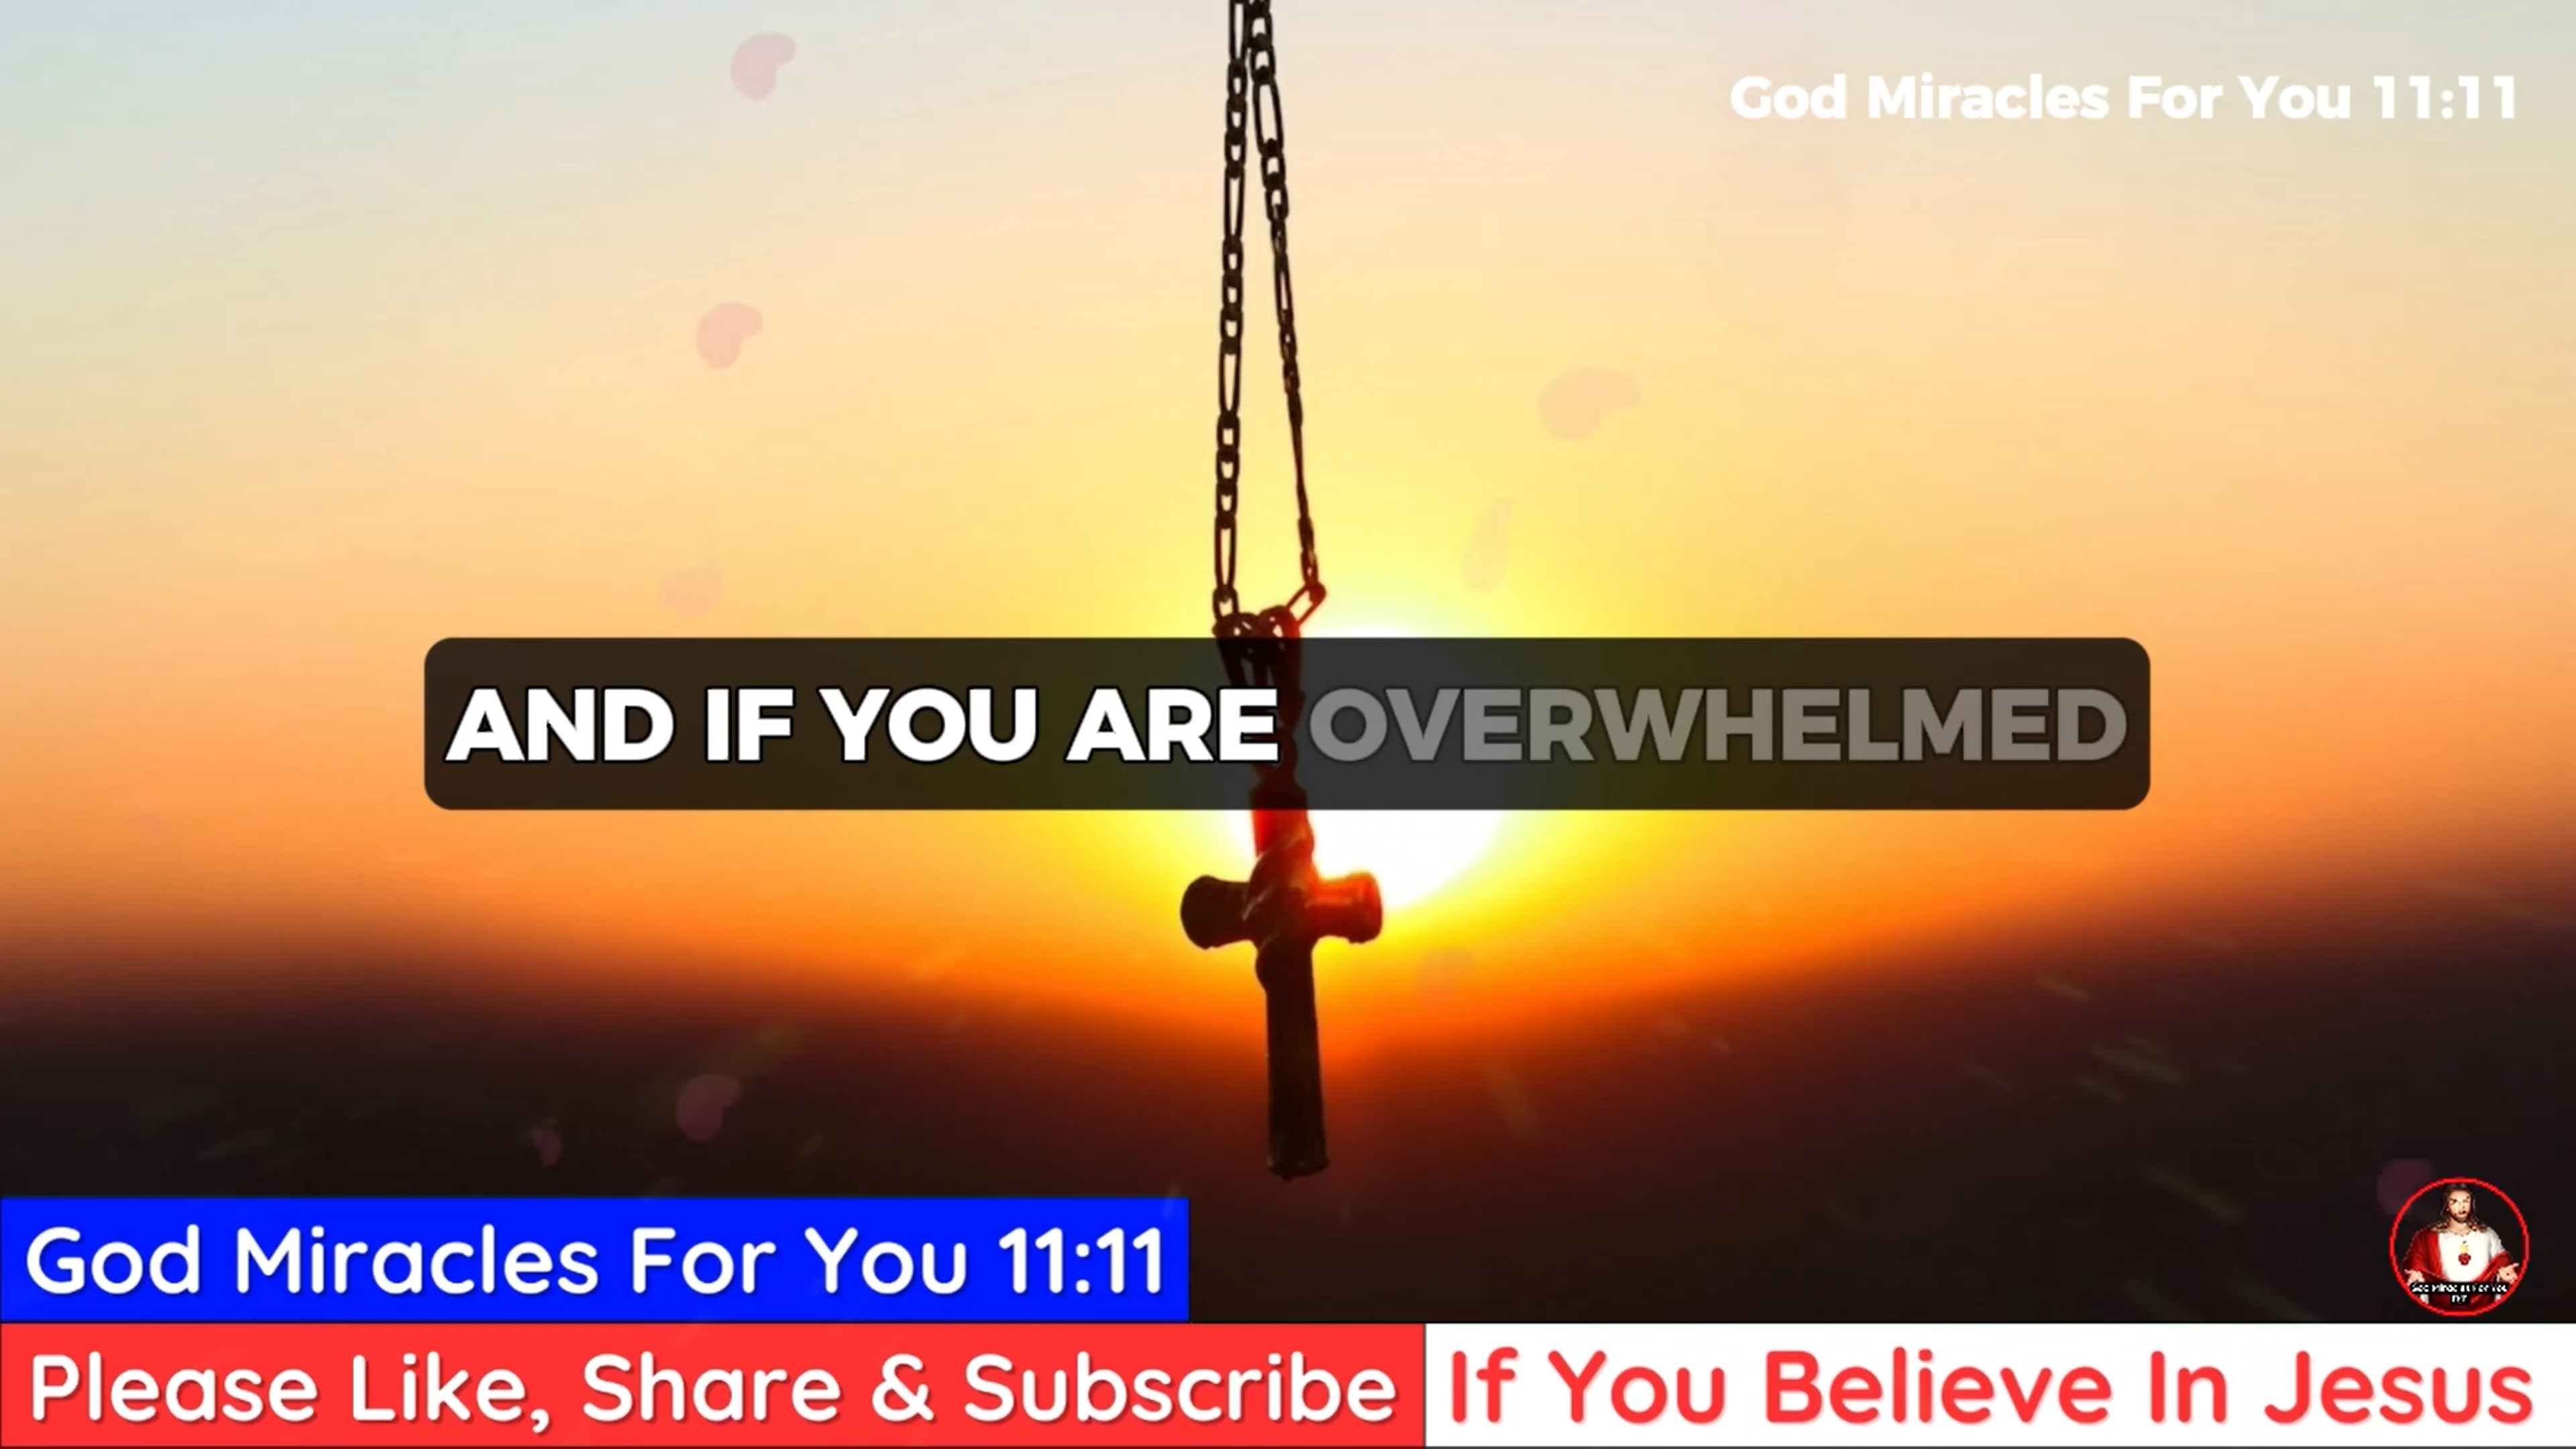 God Miracles For You 11:11
AND IF YOU ARE OVERWHELMED
God Miracles For You 11:11
Please Like, Share & Subscribe
If You Believe In Jesus